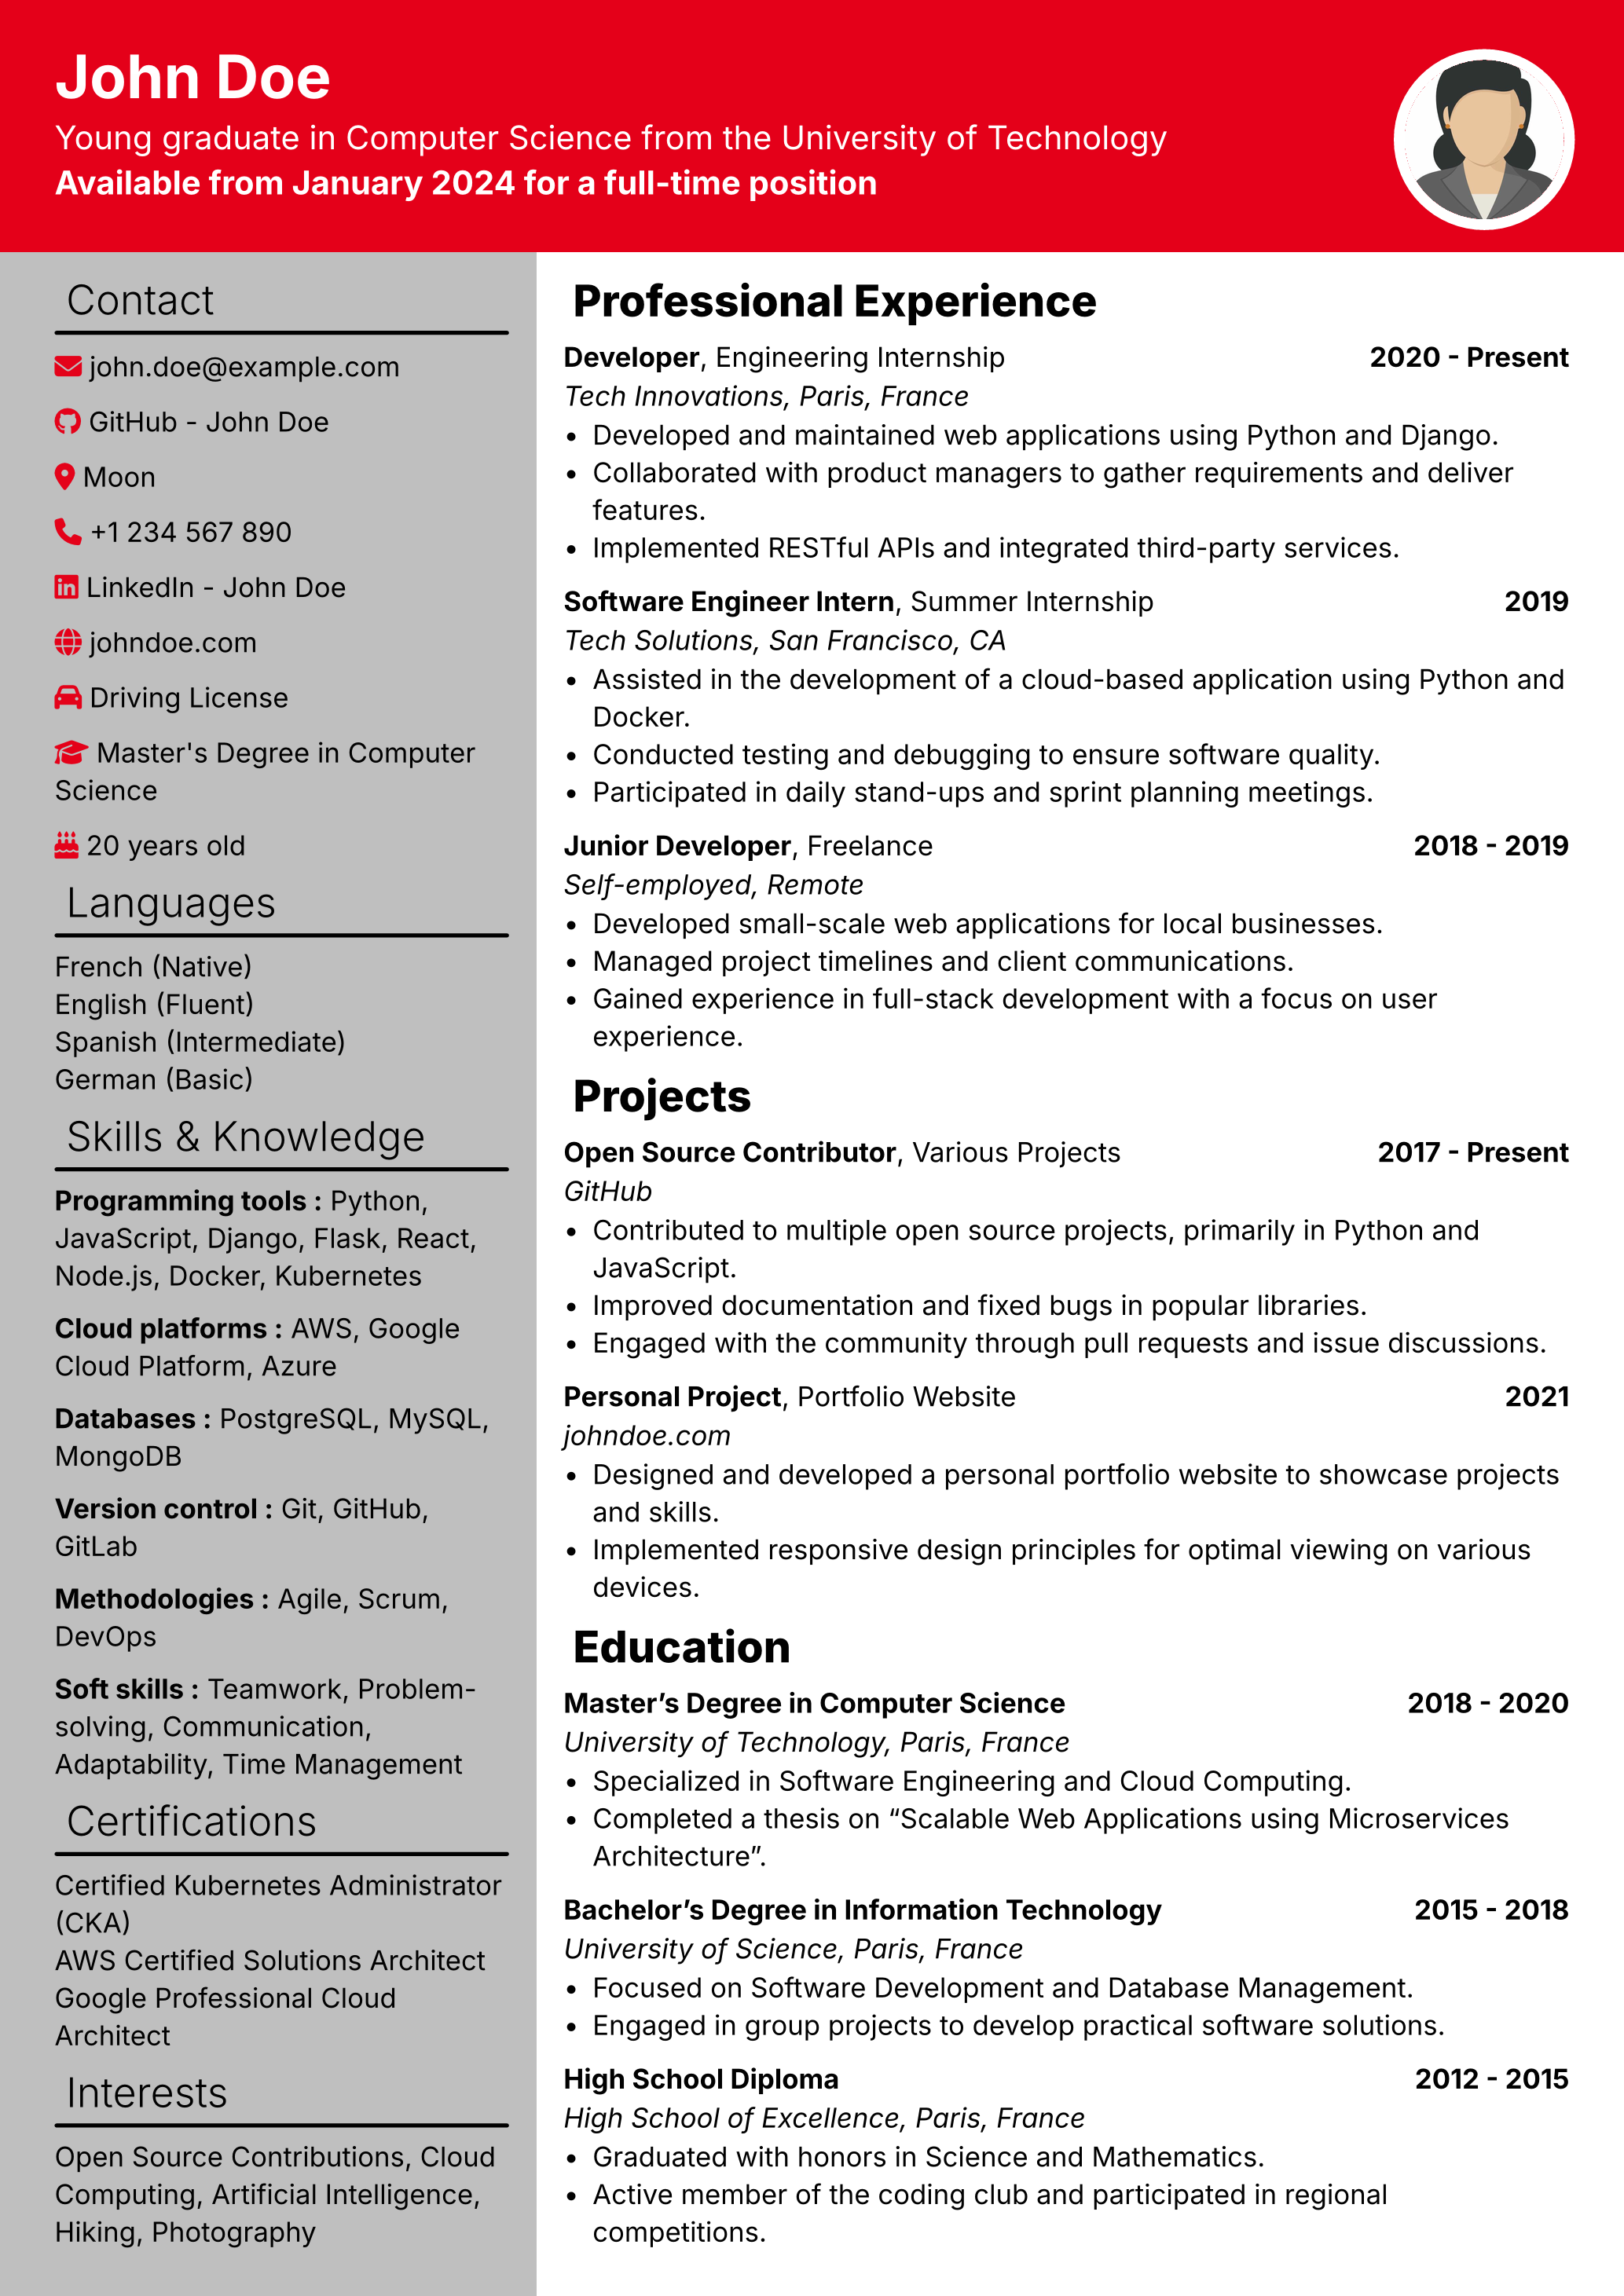 John Doe
Young graduate in Computer Science from the University of Technology
Available from January 2024 for a full-time position
Contact
john.doe@example.com
GitHub - John Doe
Moon
+1 234 567 890
LinkedIn - John Doe
johndoe.com
Driving License
Master's Degree in Computer
Science
20 years old
Languages
French (Native)
English (Fluent)
Spanish (Intermediate)
German (Basic)
Skills & Knowledge
Programming tools : Python,
JavaScript, Django, Flask, React,
Node.js, Docker, Kubernetes
Cloud platforms : AWS, Google
Cloud Platform, Azure
Databases : PostgreSQL, MySQL,
MongoDB
Version control : Git, GitHub,
GitLab
Methodologies : Agile, Scrum,
DevOps
Soft skills : Teamwork, Problem-
solving, Communication,
Adaptability, Time Management
Certifications
Certified Kubernetes Administrator
(CKA)
AWS Certified Solutions Architect
Google Professional Cloud
Architect
Interests
Open Source Contributions, Cloud
Computing, Artificial Intelligence,
Hiking, Photography
Professional Experience
Developer, Engineering Internship 2020 - Present
Tech Innovations, Paris, France
• Developed and maintained web applications using Python and Django.
• Collaborated with product managers to gather requirements and deliver
features.
• Implemented RESTful APIs and integrated third-party services.
Software Engineer Intern, Summer Internship 2019
Tech Solutions, San Francisco, CA
• Assisted in the development of a cloud-based application using Python and
Docker.
• Conducted testing and debugging to ensure software quality.
• Participated in daily stand-ups and sprint planning meetings.
Junior Developer, Freelance 2018 - 2019
Self-employed, Remote
• Developed small-scale web applications for local businesses.
• Managed project timelines and client communications.
• Gained experience in full-stack development with a focus on user
experience.
Projects
Open Source Contributor, Various Projects 2017 - Present
GitHub
• Contributed to multiple open source projects, primarily in Python and
JavaScript.
• Improved documentation and fixed bugs in popular libraries.
• Engaged with the community through pull requests and issue discussions.
Personal Project, Portfolio Website 2021
johndoe.com
• Designed and developed a personal portfolio website to showcase projects
and skills.
• Implemented responsive design principles for optimal viewing on various
devices.
Education
Master’s Degree in Computer Science 2018 - 2020
University of Technology, Paris, France
• Specialized in Software Engineering and Cloud Computing.
• Completed a thesis on “Scalable Web Applications using Microservices
Architecture”.
Bachelor’s Degree in Information Technology 2015 - 2018
University of Science, Paris, France
• Focused on Software Development and Database Management.
• Engaged in group projects to develop practical software solutions.
High School Diploma 2012 - 2015
High School of Excellence, Paris, France
• Graduated with honors in Science and Mathematics.
• Active member of the coding club and participated in regional
competitions.